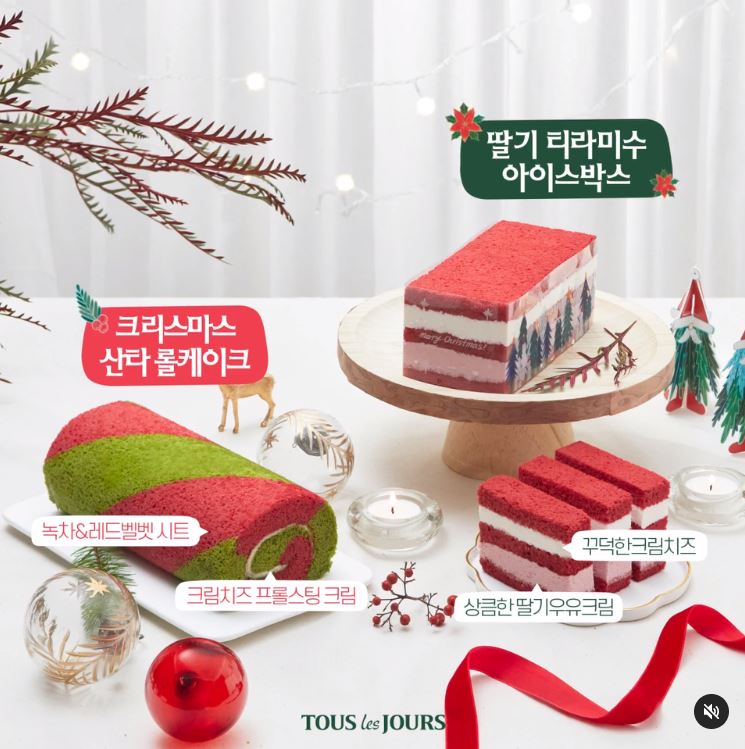 딸기 티라미수
아이스박스
크리스마스
산타 롤케이크
merry Christmas!
녹차&레드벨벳 시트
꾸덕한크림치즈
크림치즈 프롤스팅 크림
상큼한 딸기우유크림
TOUS les JOURS